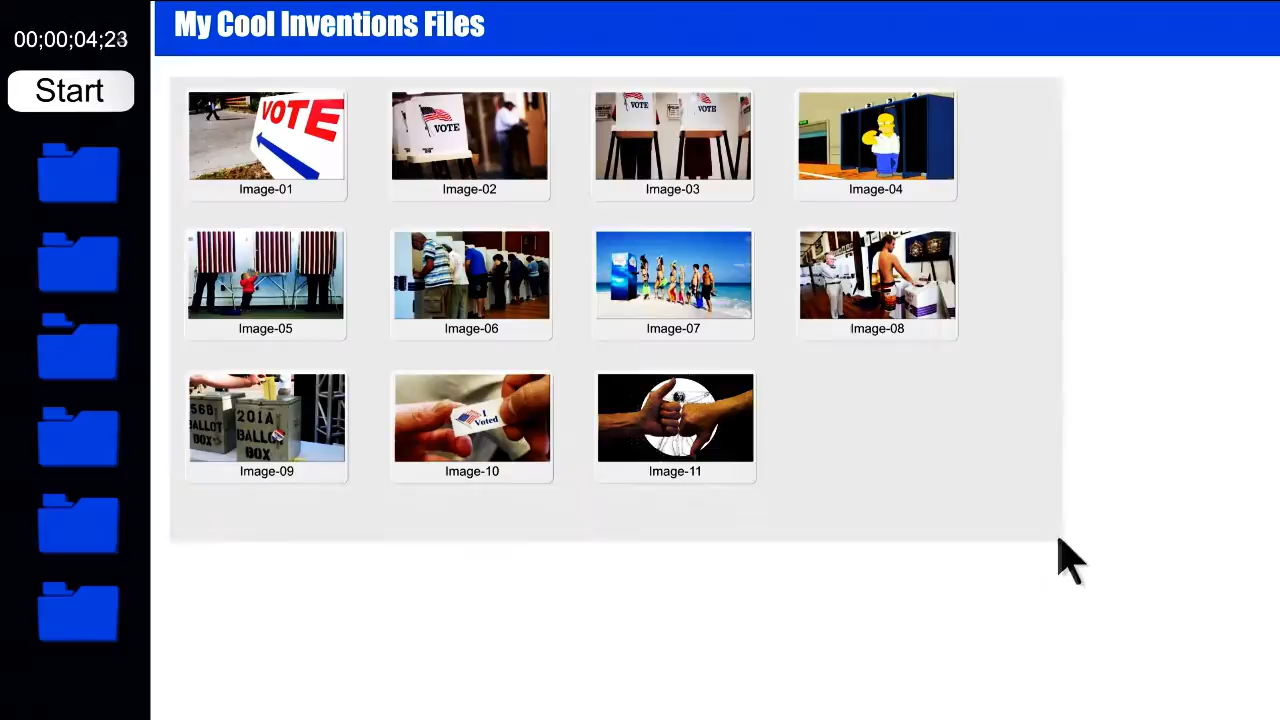 My Cool Inventions Files
00;00;04;23
Start
VOTE
VOTE
VOTE
VOTE
Image-01
Image-02
Image-03
Image-04
Image-05
Image-06
Image-07
Image-08
56B
BALLOT
BOX
201A
BALLOT
BOX
I
Voted
Image-09
Image-10
Image-11